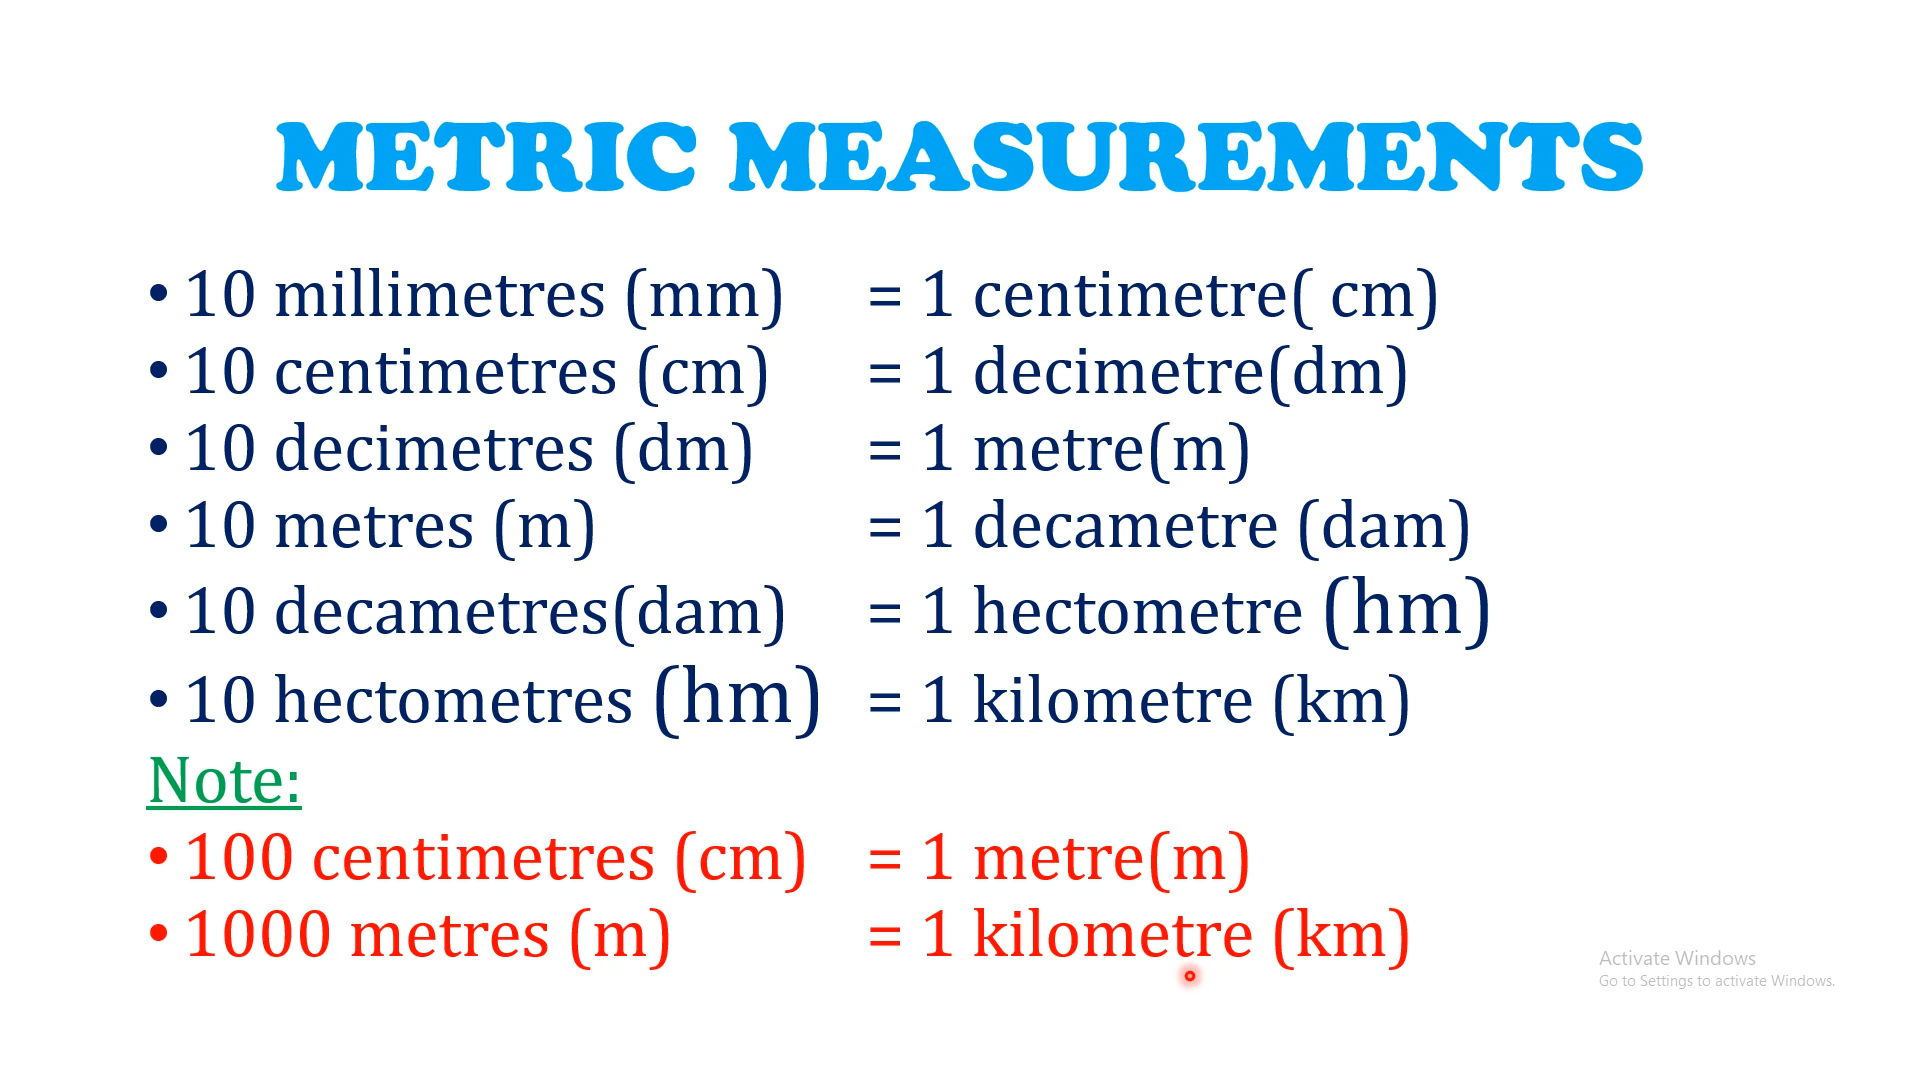 METRIC MEASUREMENTS
• 10 millimetres (mm) = 1 centimetre( cm)
• 10 centimetres (cm) = 1 decimetre(dm)
• 10 decimetres (dm) = 1 metre(m)
• 10 metres (m) = 1 decametre (dam)
• 10 decametres(dam) = 1 hectometre (hm)
• 10 hectometres (hm) = 1 kilometre (km)
Note:
• 100 centimetres (cm) = 1 metre(m)
• 1000 metres (m) = 1 kilometre (km)
Activate Windows
Go to Settings to activate Windows.